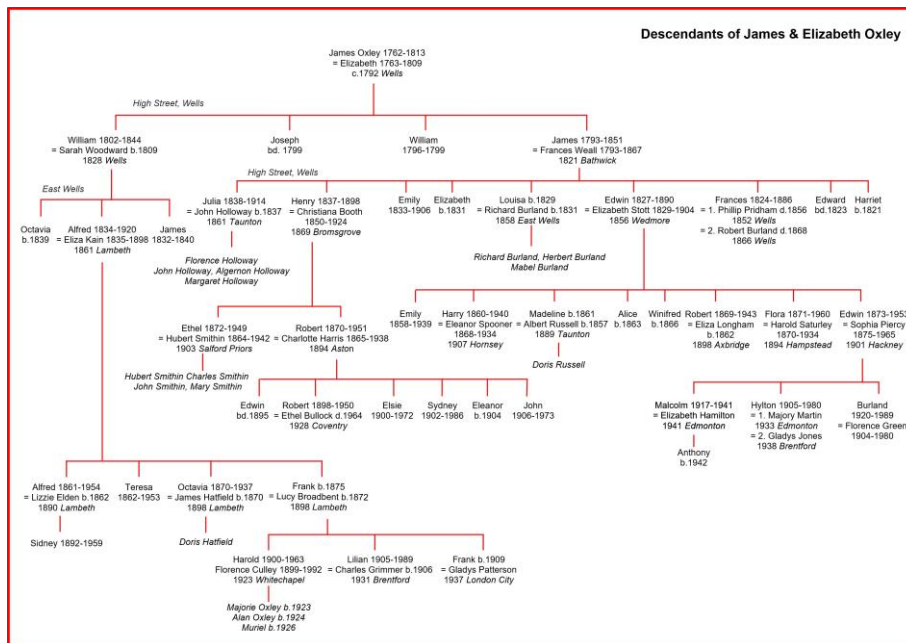 Descendants of James & Elizabeth Oxley
James Oxley 1762-1813
= Elizabeth 1763-1809
c.1792 Wells
High Street, Wells
William 1802-1844
= Sarah Woodward b.1809
1828 Wells
Joseph
bd. 1799
William
1796-1799
James 1793-1851
= Frances Weall 1793-1867
1821 Bathwick
East Wells
High Street, Wells
Octavia
b.1839
Alfred 1834-1920
= Eliza Kain 1835-1898
1861 Lambeth
James
1832-1840
Julia 1838-1914
= John Holloway b.1837
1861 Taunton
Florence Holloway
John Holloway, Algernon Holloway
Margaret Holloway
Henry 1837-1898
= Christiana Booth
1850-1924
1869 Bromsgrove
Emily
1833-1906
Elizabeth
b.1831
Louisa b.1829
= Richard Burland b.1831
1858 East Wells
Richard Burland, Herbert Burland
Mabel Burland
Edwin 1827-1890
= Elizabeth Stott 1829-1904
1856 Wedmore
Frances 1824-1886
= 1. Phillip Pridham d.1856
1852 Wells
= 2. Robert Burland d.1868
1866 Wells
Edward
bd.1823
Harriet
b.1821
Ethel 1872-1949
= Hubert Smithin 1864-1942
1903 Salford Priors
Hubert Smithin Charles Smithin
John Smithin, Mary Smithin
Robert 1870-1951
= Charlotte Harris 1865-1938
1894 Aston
Emily
1858-1939
Harry 1860-1940
= Eleanor Spooner
1868-1934
1907 Hornsey
Madeline b.1861
= Albert Russell b.1857
1889 Taunton
Doris Russell
Alice
b.1863
Winifred
b.1866
Robert 1869-1943
= Eliza Longham
b.1862
1898 Axbridge
Flora 1871-1960
= Harold Saturley
1870-1934
1894 Hampstead
Edwin 1873-1953
= Sophia Piercy
1875-1965
1901 Hackney
Edwin
bd.1895
Robert 1898-1950
= Ethel Bullock d.1964
1928 Coventry
Elsie
1900-1972
Sydney
1902-1986
Eleanor
b.1904
John
1906-1973
Malcolm 1917-1941
= Elizabeth Hamilton
1941 Edmonton
Anthony
b.1942
Hylton 1905-1980
= 1. Majory Martin
1933 Edmonton
= 2. Gladys Jones
1938 Brentford
Burland
1920-1989
= Florence Green
1904-1980
Alfred 1861-1954
= Lizzie Elden b.1862
1890 Lambeth
Sidney 1892-1959
Teresa
1862-1953
Octavia 1870-1937
= James Hatfield b.1870
1898 Lambeth
Doris Hatfield
Frank b.1875
= Lucy Broadbent b.1872
1898 Lambeth
Harold 1900-1963
Florence Culley 1899-1992
1923 Whitechapel
Majorie Oxley b.1923
Alan Oxley b.1924
Muriel b.1926
Lilian 1905-1989
= Charles Grimmer b.1906
1931 Brentford
Frank b.1909
= Gladys Patterson
1937 London City